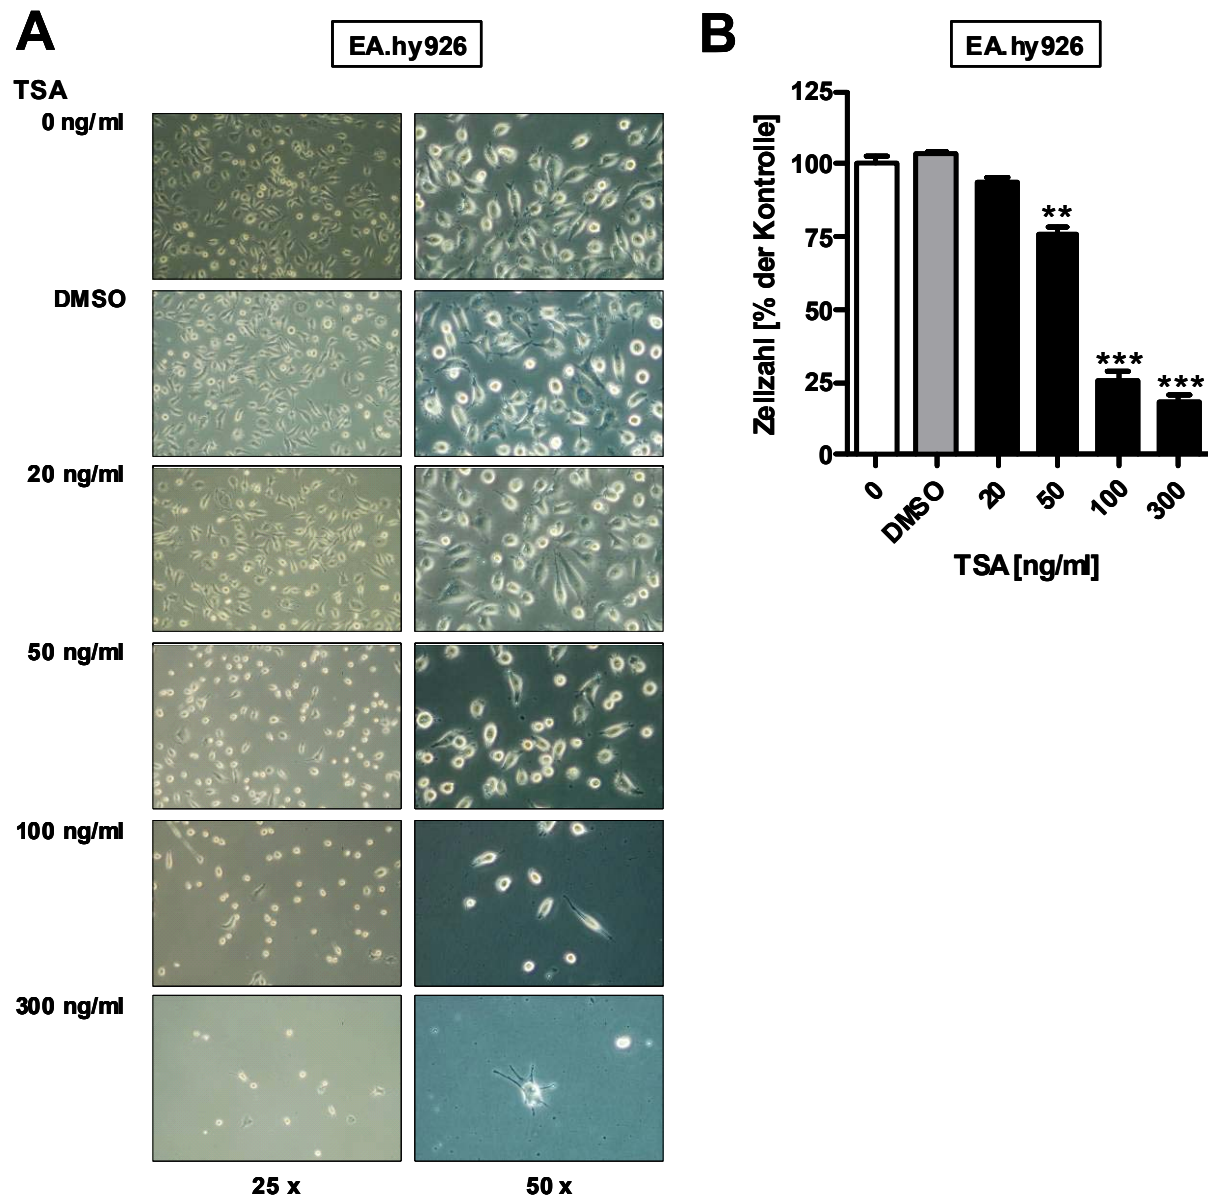 A
EA.hy926
TSA
0 ng/ml
DMSO
20 ng/ml
50 ng/ml
100 ng/ml
300 ng/ml
25 x
50 x
B
EA.hy926
Zellzahl [% der Kontrolle]
125
100
75
50
25
0
**
***
***
0
DMSO
20
50
100
300
TSA [ng/ml]